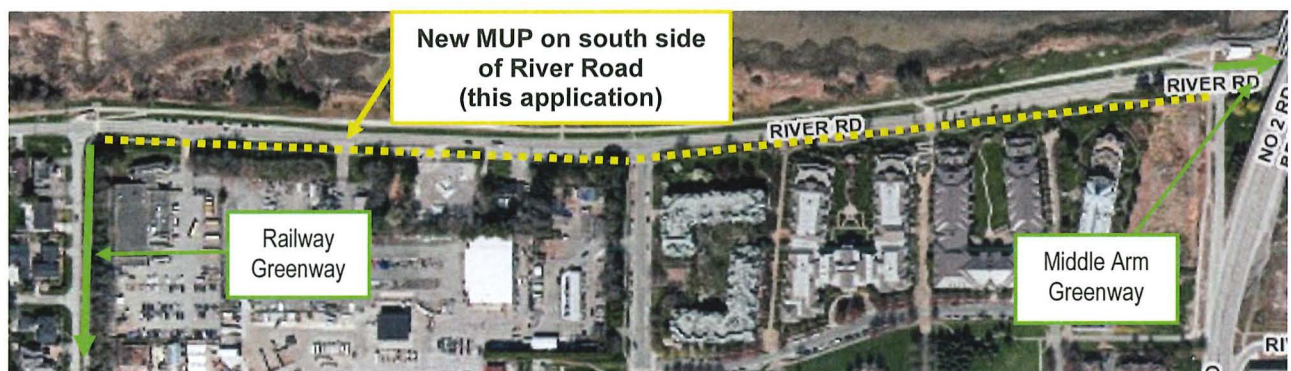 New MUP on south side
of River Road
(this application)
RIVER RD
RIVER RD
NO 2 RD
Railway
Greenway
Middle Arm
Greenway